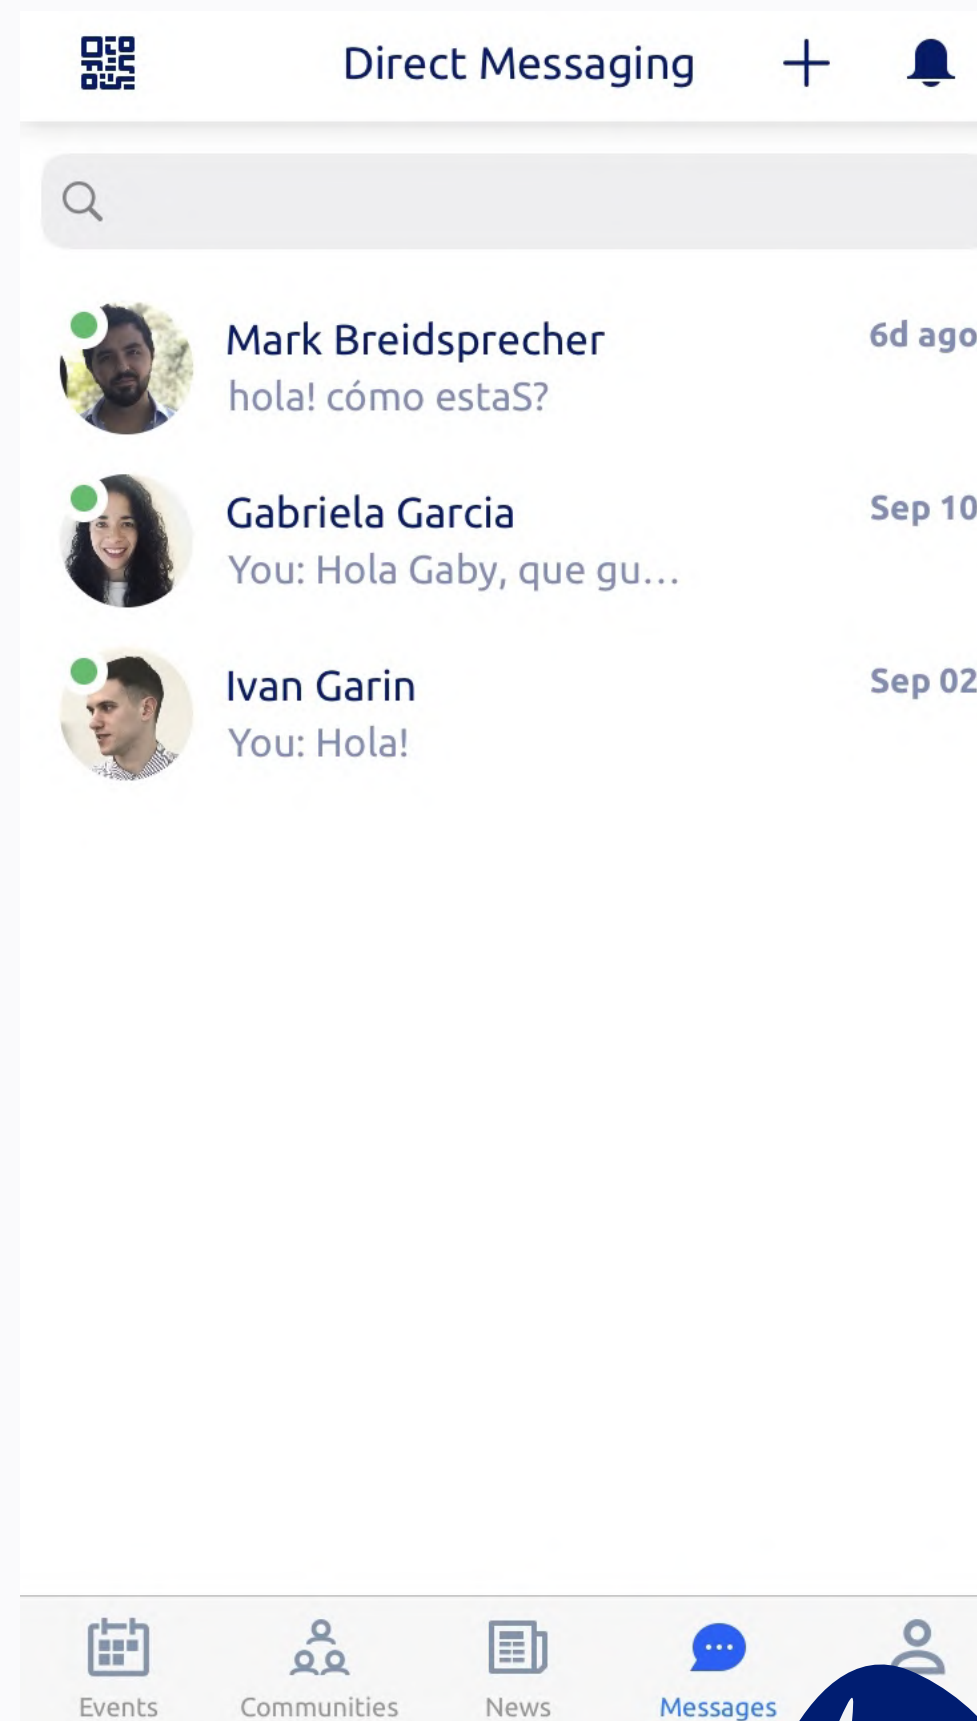 Direct Messaging
Mark Breidsprecher
6d ago
hola! cómo estaS?
Gabriela Garcia
Sep 10
You: Hola Gaby, que gu...
Ivan Garin
Sep 02
You: Hola!
Events
Communities
News
Messages